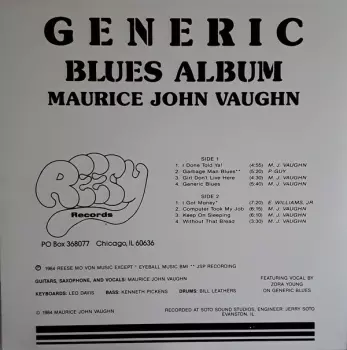 GENERIC
BLUES ALBUM
MAURICE JOHN VAUGHN
SIDE 1
1. I Done Told Ya! (4:55) M. J. VAUGHN
2. Garbage Man Blues** (5:20) P. GUY
3. Girl Don't Live Here (4:30) M. J. VAUGHN
4. Generic Blues (5:40) M. J. VAUGHN
SIDE 2
1. I Got Money* (7:20) E. WILLIAMS, JR.
2. Computer Took My Job (6:15) M. J. VAUGHN
3. Keep On Sleeping (6:10) M. J. VAUGHN
4. Without That Bread (5:30) M. J. VAUGHN
REESY
Records
PO Box 368077 Chicago, IL 60636
℗ 1984 REESE MO VON MUSIC EXCEPT * EYEBALL MUSIC BMI ** JSP RECORDING
GUITARS, SAXOPHONE, AND VOCALS: MAURICE JOHN VAUGHN
KEYBOARDS: LEO DAVIS BASS: KENNETH PICKENS DRUMS: BILL LEATHERS
FEATURING VOCAL BY
ZORA YOUNG
ON GENERIC BLUES
© 1984 MAURICE JOHN VAUGHN
RECORDED AT SOTO SOUND STUDIOS, ENGINEER JERRY SOTO
EVANSTON, IL